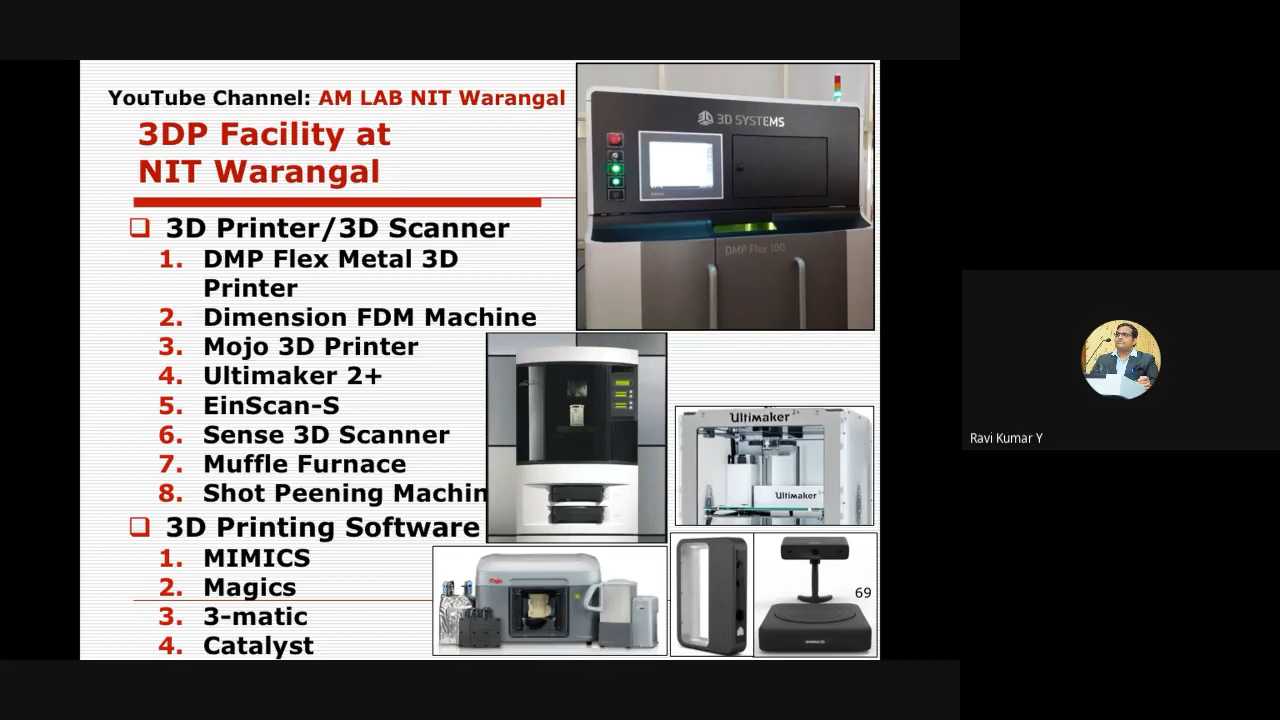 YouTube Channel: AM LAB NIT Warangal
3DP Facility at
NIT Warangal
❑ 3D Printer/3D Scanner
1. DMP Flex Metal 3D
Printer
2. Dimension FDM Machine
3. Mojo 3D Printer
4. Ultimaker 2+
5. EinScan-S
6. Sense 3D Scanner
7. Muffle Furnace
8. Shot Peening Machin
❑ 3D Printing Software
1. MIMICS
2. Magics
3. 3-matic
4. Catalyst
3D SYSTEMS
DMP Flex 100
Ultimaker 2+
Ultimaker 2+
Mojo
69
Ravi Kumar Y